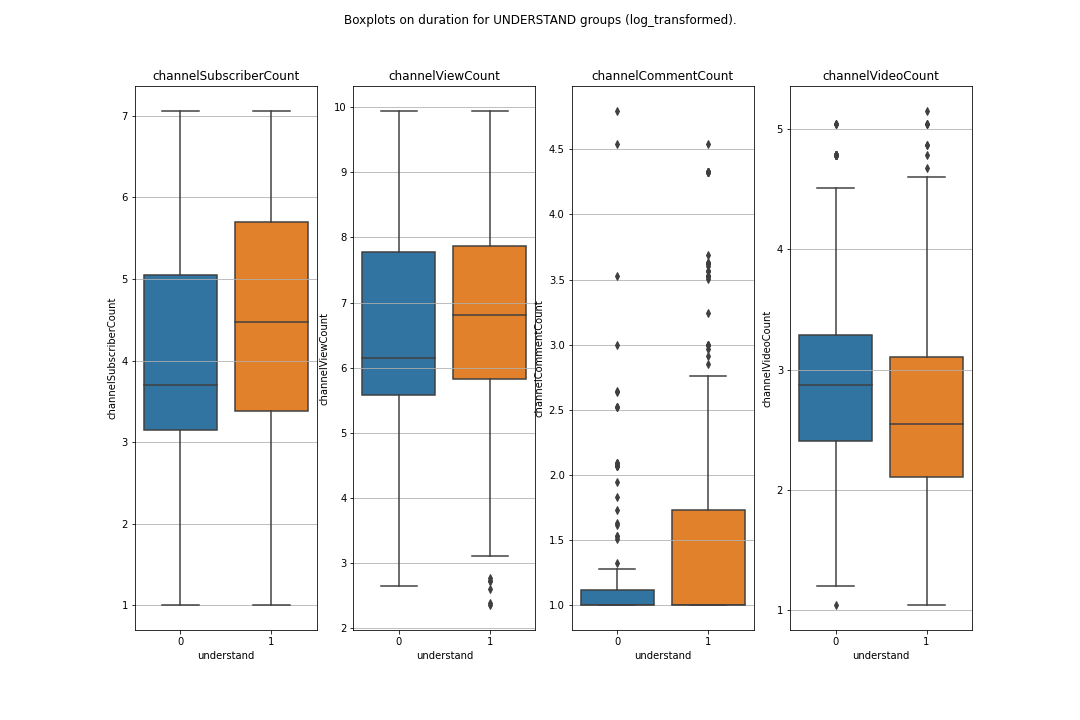 Boxplots on duration for UNDERSTAND groups (log_transformed).
channelSubscriberCount
channelSubscriberCount
7
6
5
4
3
2
1
0 1
understand
channelViewCount
channelViewCount
10
9
8
7
6
5
4
3
2
0 1
understand
channelCommentCount
channelCommentCount
4.5
4.0
3.5
3.0
2.5
2.0
1.5
1.0
0 1
understand
channelVideoCount
channelVideoCount
5
4
3
2
1
0 1
understand